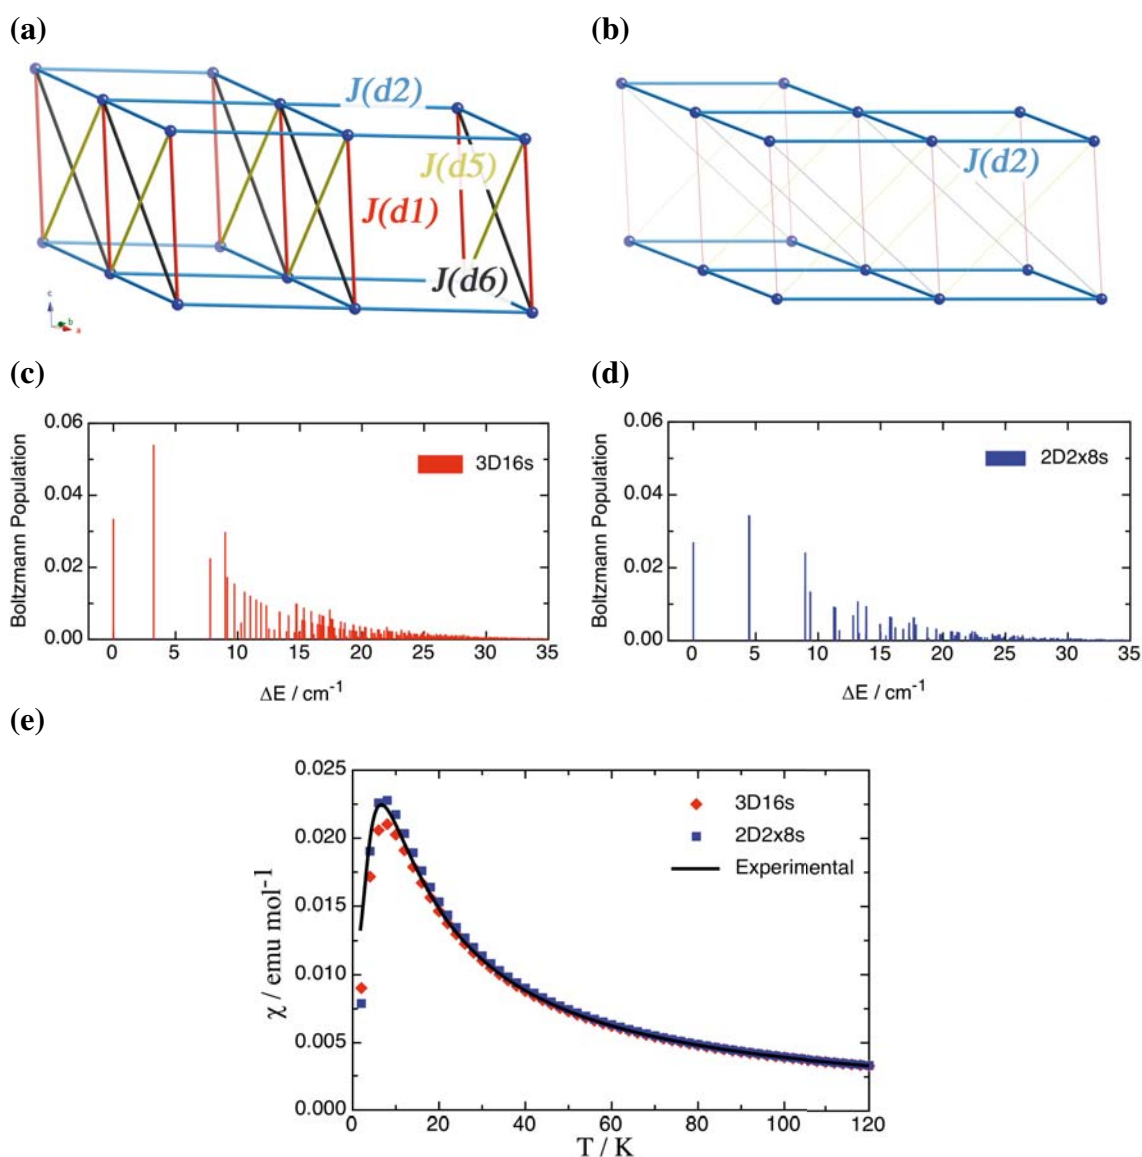 (a)
(b)
J(d2)
J(d5)
J(d1)
J(d6)
c
b
a
J(d2)
(c)
(d)
Boltzmann Population
0.06
0.04
0.02
0.00
3D16s
0 5 10 15 20 25 30 35
ΔE / cm⁻¹
Boltzmann Population
0.06
0.04
0.02
0.00
2D2x8s
0 5 10 15 20 25 30 35
ΔE / cm⁻¹
(e)
χ / emu mol⁻¹
0.025
0.020
0.015
0.010
0.005
0.000
3D16s
2D2x8s
Experimental
0 20 40 60 80 100 120
T / K